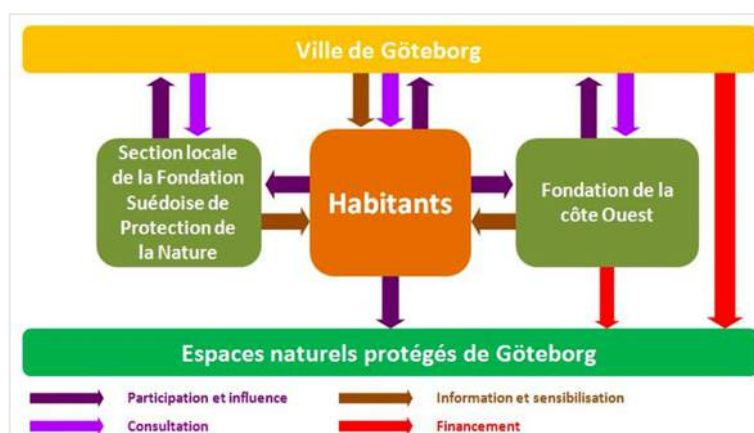 Ville de Göteborg
Section locale
de la Fondation
Suédoise de
Protection de
la Nature
Habitants
Fondation de la
côte Ouest
Espaces naturels protégés de Göteborg
Participation et influence
Information et sensibilisation
Consultation
Financement